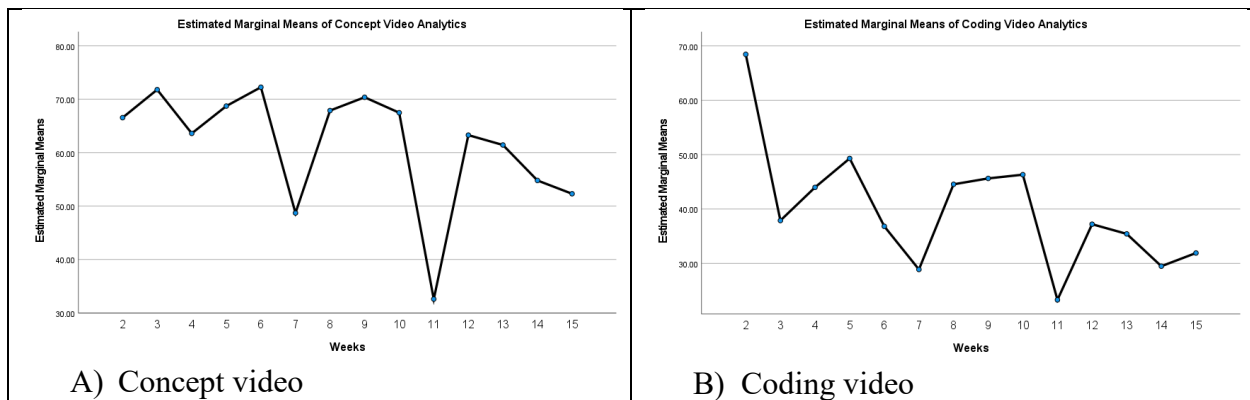 Estimated Marginal Means of Concept Video Analytics
80.00
70.00
60.00
50.00
40.00
30.00
Estimated Marginal Means
2 3 4 5 6 7 8 9 10 11 12 13 14 15
Weeks
A) Concept video
Estimated Marginal Means of Coding Video Analytics
70.00
60.00
50.00
40.00
30.00
Estimated Marginal Means
2 3 4 5 6 7 8 9 10 11 12 13 14 15
Weeks
B) Coding video